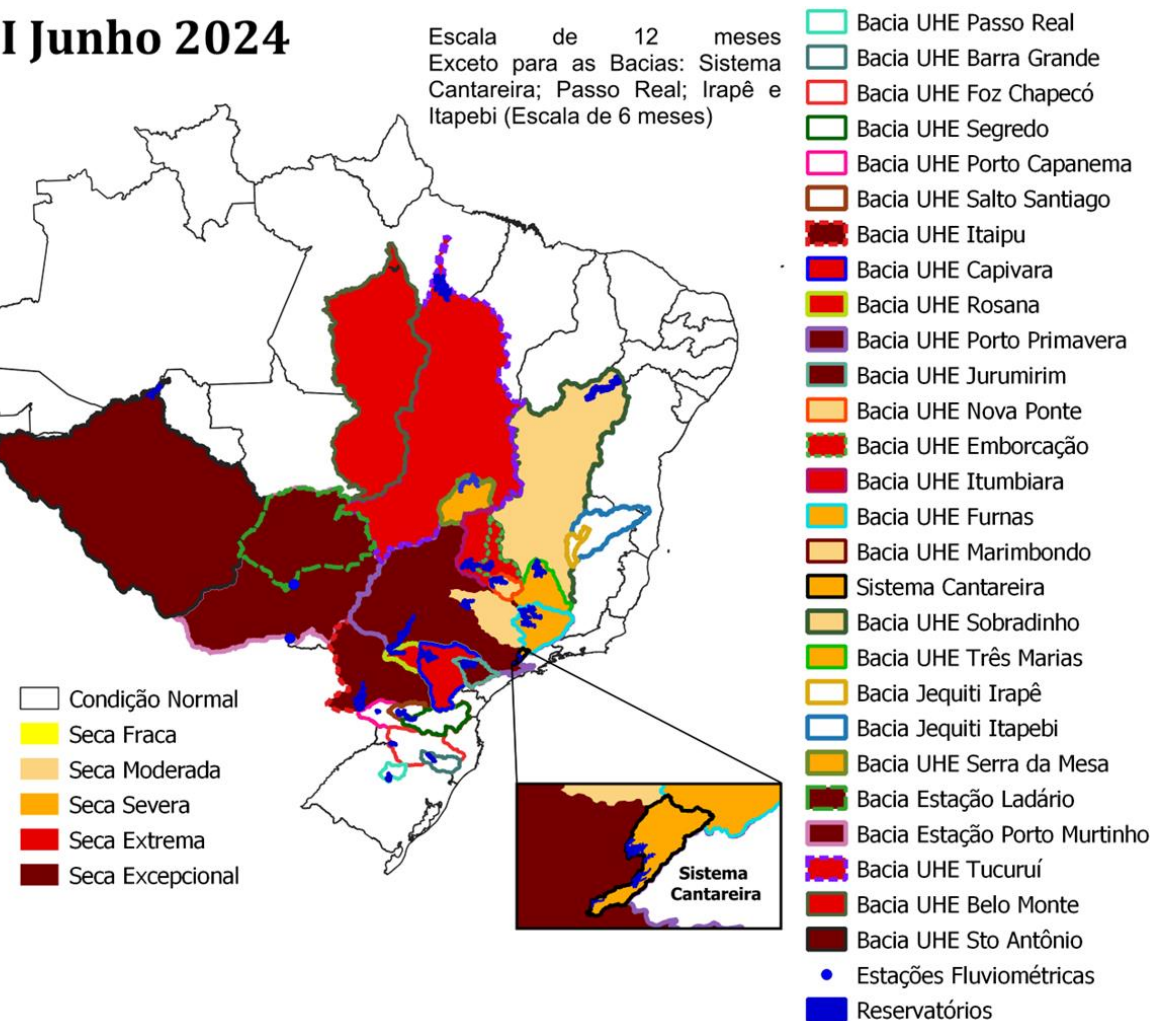 I Junho 2024
Escala de 12 meses
Exceto para as Bacias: Sistema
Cantareira; Passo Real; Irapê e
Itapebi (Escala de 6 meses)
Bacia UHE Passo Real
Bacia UHE Barra Grande
Bacia UHE Foz Chapecó
Bacia UHE Segredo
Bacia UHE Porto Capanema
Bacia UHE Salto Santiago
Bacia UHE Itaipu
Bacia UHE Capivara
Bacia UHE Rosana
Bacia UHE Porto Primavera
Bacia UHE Jurumirim
Bacia UHE Nova Ponte
Bacia UHE Emborcação
Bacia UHE Itumbiara
Bacia UHE Furnas
Bacia UHE Marimbondo
Sistema Cantareira
Bacia UHE Sobradinho
Bacia UHE Três Marias
Bacia Jequiti Irapê
Bacia Jequiti Itapebi
Bacia UHE Serra da Mesa
Bacia Estação Ladário
Bacia Estação Porto Murtinho
Bacia UHE Tucuruí
Bacia UHE Belo Monte
Bacia UHE Sto Antônio
Estações Fluviométricas
Reservatórios
Condição Normal
Seca Fraca
Seca Moderada
Seca Severa
Seca Extrema
Seca Excepcional
Sistema
Cantareira